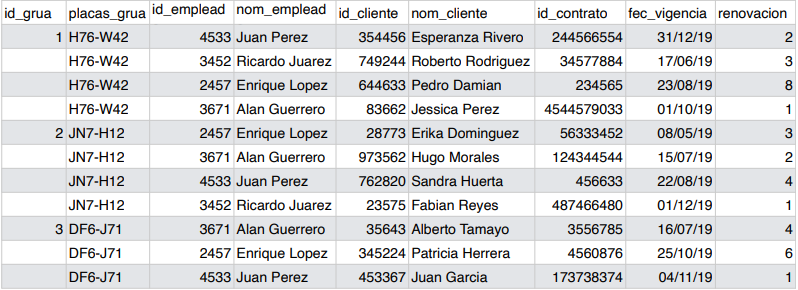 id_grua placas_grua id_emplead nom_emplead id_cliente nom_cliente id_contrato fec_vigencia renovacion
1 H76-W42 4533 Juan Perez 354456 Esperanza Rivero 244566554 31/12/19 2
H76-W42 3452 Ricardo Juarez 749244 Roberto Rodriguez 34577884 17/06/19 3
H76-W42 2457 Enrique Lopez 644633 Pedro Damian 234565 23/08/19 8
H76-W42 3671 Alan Guerrero 83662 Jessica Perez 4544579033 01/10/19 1
2 JN7-H12 2457 Enrique Lopez 28773 Erika Dominguez 56333452 08/05/19 3
JN7-H12 3671 Alan Guerrero 973562 Hugo Morales 124344544 15/07/19 2
JN7-H12 4533 Juan Perez 762820 Sandra Huerta 456633 22/08/19 4
JN7-H12 3452 Ricardo Juarez 23575 Fabian Reyes 487466480 01/12/19 1
3 DF6-J71 3671 Alan Guerrero 35643 Alberto Tamayo 3556785 16/07/19 4
DF6-J71 2457 Enrique Lopez 345224 Patricia Herrera 4560876 25/10/19 6
DF6-J71 4533 Juan Perez 453367 Juan Garcia 173738374 04/11/19 1